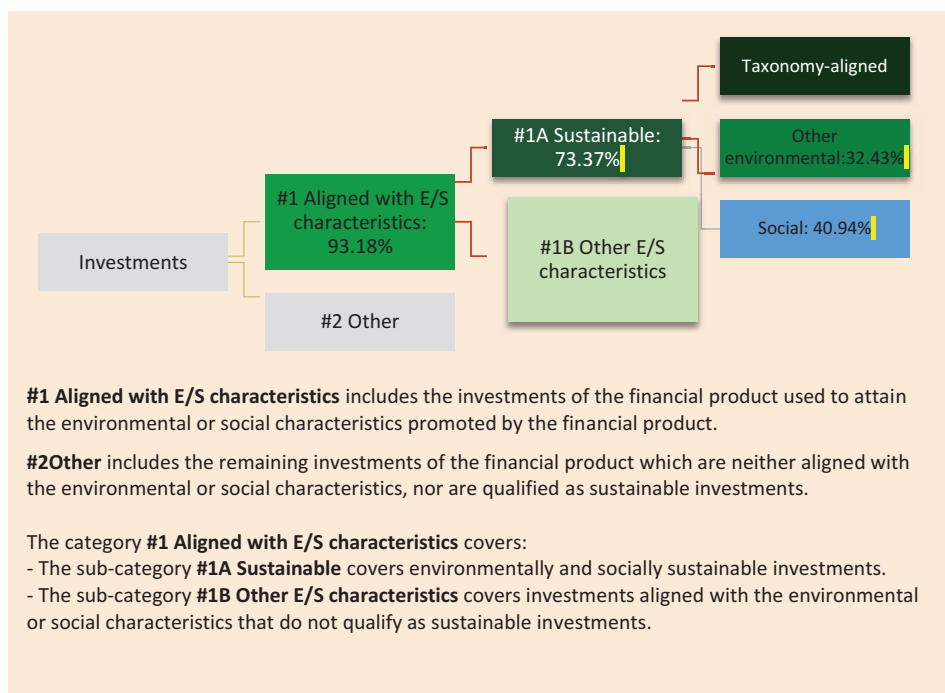 Taxonomy-aligned
#1A Sustainable:
73.37%
Other
environmental:32.43%
#1 Aligned with E/S
characteristics:
93.18%
#1B Other E/S
characteristics
Social: 40.94%
Investments
#2 Other
#1 Aligned with E/S characteristics includes the investments of the financial product used to attain
the environmental or social characteristics promoted by the financial product.
#2Other includes the remaining investments of the financial product which are neither aligned with
the environmental or social characteristics, nor are qualified as sustainable investments.
The category #1 Aligned with E/S characteristics covers:
- The sub-category #1A Sustainable covers environmentally and socially sustainable investments.
- The sub-category #1B Other E/S characteristics covers investments aligned with the environmental
or social characteristics that do not qualify as sustainable investments.